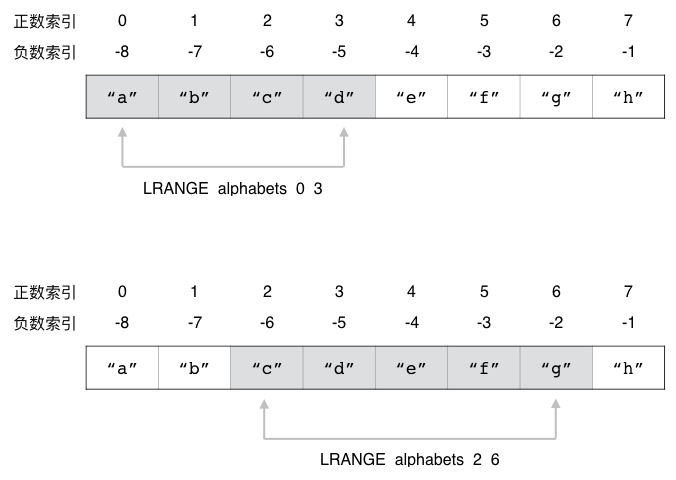 正数索引 0 1 2 3 4 5 6 7
负数索引 -8 -7 -6 -5 -4 -3 -2 -1
“a” “b” “c” “d” “e” “f” “g” “h”
LRANGE alphabets 0 3
正数索引 0 1 2 3 4 5 6 7
负数索引 -8 -7 -6 -5 -4 -3 -2 -1
“a” “b” “c” “d” “e” “f” “g” “h”
LRANGE alphabets 2 6